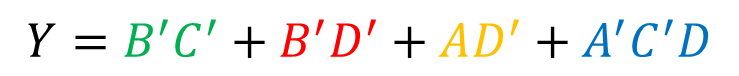 Y = B′C′ + B′D′ + AD′ + A′C′D